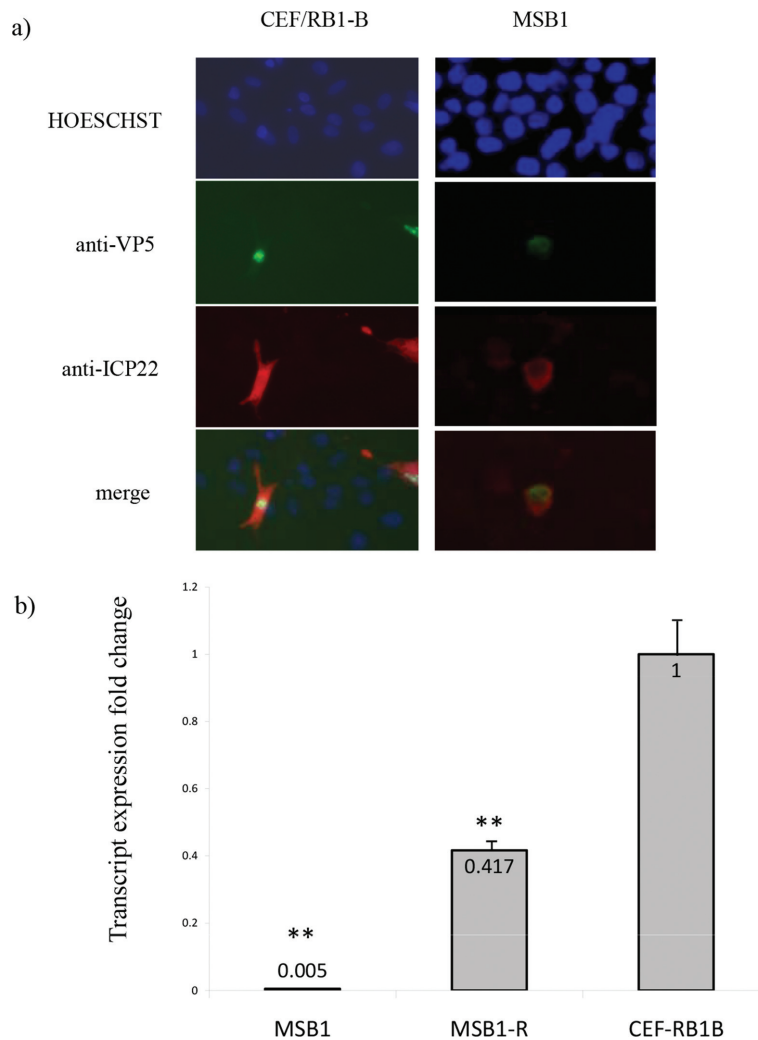 a)
CEF/RB1-B
MSB1
HOESCHST
anti-VP5
anti-ICP22
merge
b)
Transcript expression fold change
1.2
1
0.8
0.6
0.4
0.2
0
**
0.005
**
0.417
1
MSB1
MSB1-R
CEF-RB1B